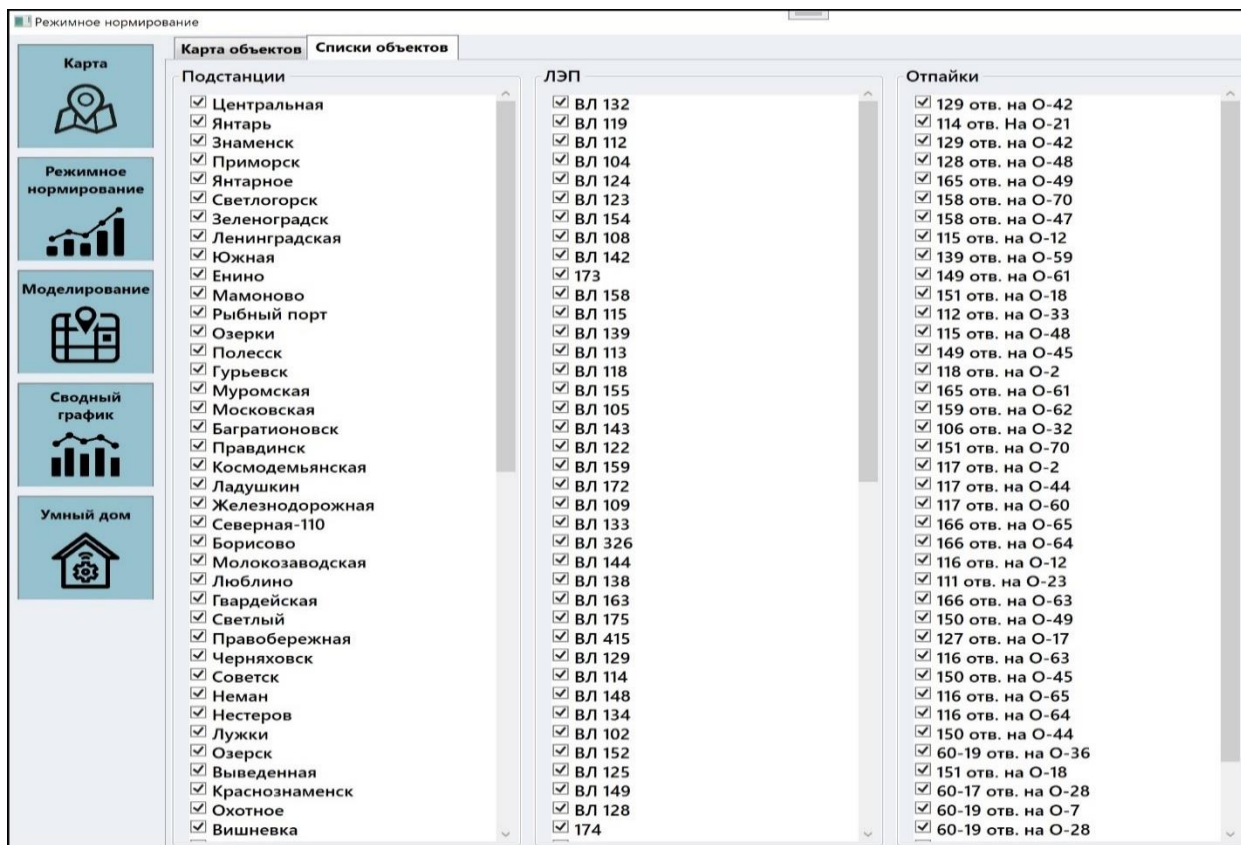 Режимное нормирование
Карта
Режимное
нормирование
Моделирование
Сводный
график
Умный дом
Карта объектов
Списки объектов
Подстанции
Центральная
Янтарь
Знаменск
Приморск
Янтарное
Светлогорск
Зеленоградск
Ленинградская
Южная
Енино
Мамоново
Рыбный порт
Озерки
Полесск
Гурьевск
Муромская
Московская
Багратионовск
Правдинск
Космодемьянская
Ладушкин
Железнодорожная
Северная-110
Борисово
Молокозаводская
Люблино
Гвардейская
Светлый
Правобережная
Черняховск
Советск
Неман
Нестеров
Лужки
Озерск
Выведенная
Краснознаменск
Охотное
Вишневка
ЛЭП
ВЛ 132
ВЛ 119
ВЛ 112
ВЛ 104
ВЛ 124
ВЛ 123
ВЛ 154
ВЛ 108
ВЛ 142
173
ВЛ 158
ВЛ 115
ВЛ 139
ВЛ 113
ВЛ 118
ВЛ 155
ВЛ 105
ВЛ 143
ВЛ 122
ВЛ 159
ВЛ 172
ВЛ 109
ВЛ 133
ВЛ 326
ВЛ 144
ВЛ 138
ВЛ 163
ВЛ 175
ВЛ 415
ВЛ 129
ВЛ 114
ВЛ 148
ВЛ 134
ВЛ 102
ВЛ 152
ВЛ 125
ВЛ 149
ВЛ 128
174
Отпайки
129 отв. на О-42
114 отв. На О-21
129 отв. на О-42
128 отв. на О-48
165 отв. на О-49
158 отв. на О-70
158 отв. на О-47
115 отв. на О-12
139 отв. на О-59
149 отв. на О-61
151 отв. на О-18
112 отв. на О-33
115 отв. на О-48
149 отв. на О-45
118 отв. на О-2
165 отв. на О-61
159 отв. на О-62
106 отв. на О-32
151 отв. на О-70
117 отв. на О-2
117 отв. на О-44
117 отв. на О-60
166 отв. на О-65
166 отв. на О-64
116 отв. на О-12
111 отв. на О-23
166 отв. на О-63
150 отв. на О-49
127 отв. на О-17
116 отв. на О-63
150 отв. на О-45
116 отв. на О-65
116 отв. на О-64
150 отв. на О-44
60-19 отв. на О-36
151 отв. на О-18
60-17 отв. на О-28
60-19 отв. на О-7
60-19 отв. на О-28